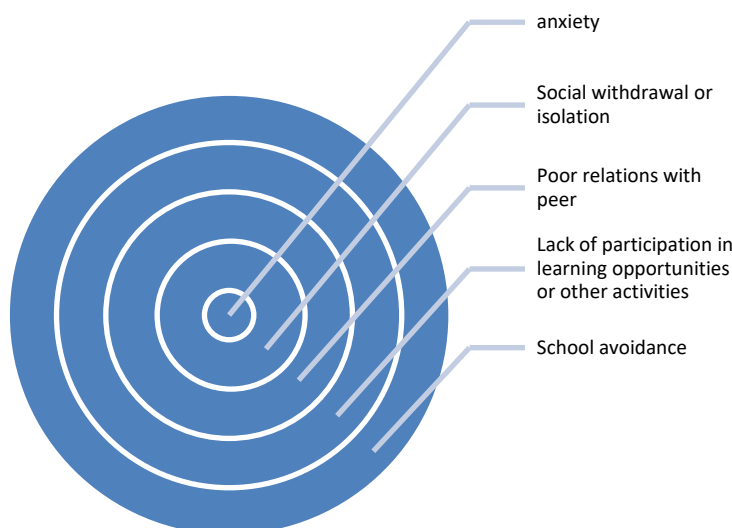 anxiety
Social withdrawal or
isolation
Poor relations with
peer
Lack of participation in
learning opportunities
or other activities
School avoidance